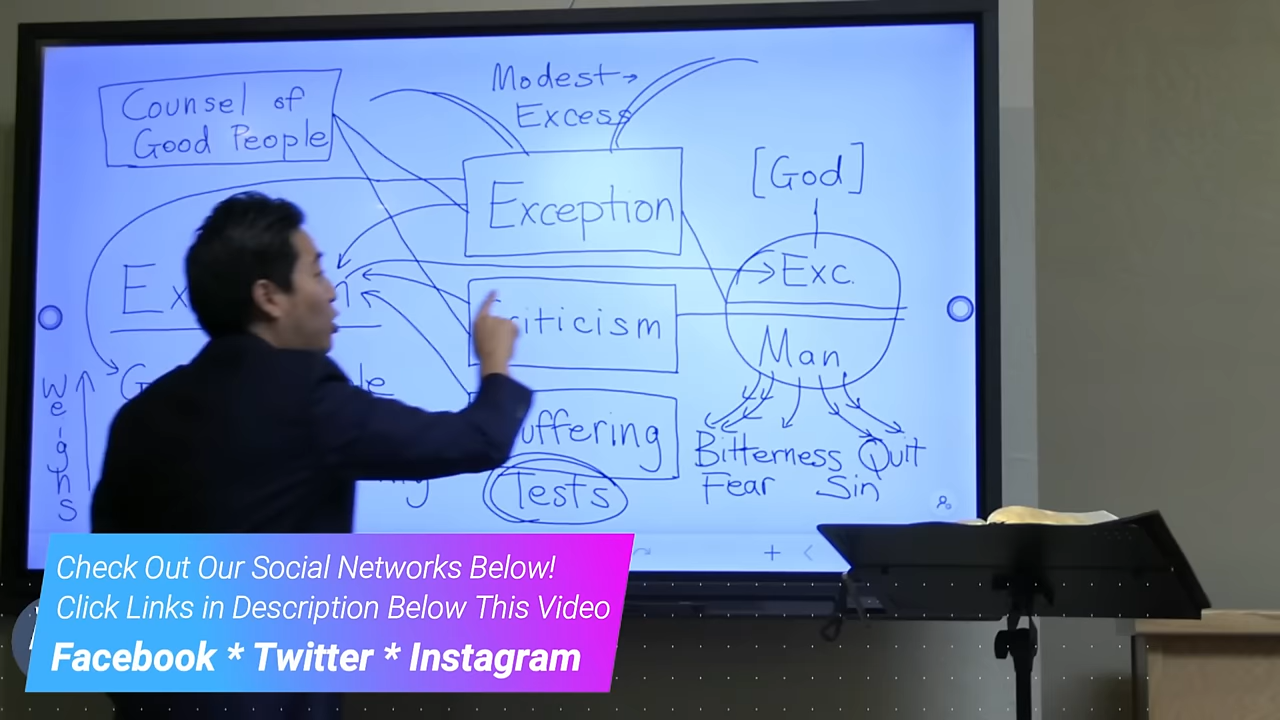 Counsel of
Good People
Modest→
Excess
[God]
Exception
Exc.
Criticism
Man
Weighs
Suffering
Tests
Bitterness Quit
Fear Sin
Check Out Our Social Networks Below!
Click Links in Description Below This Video
Facebook * Twitter * Instagram